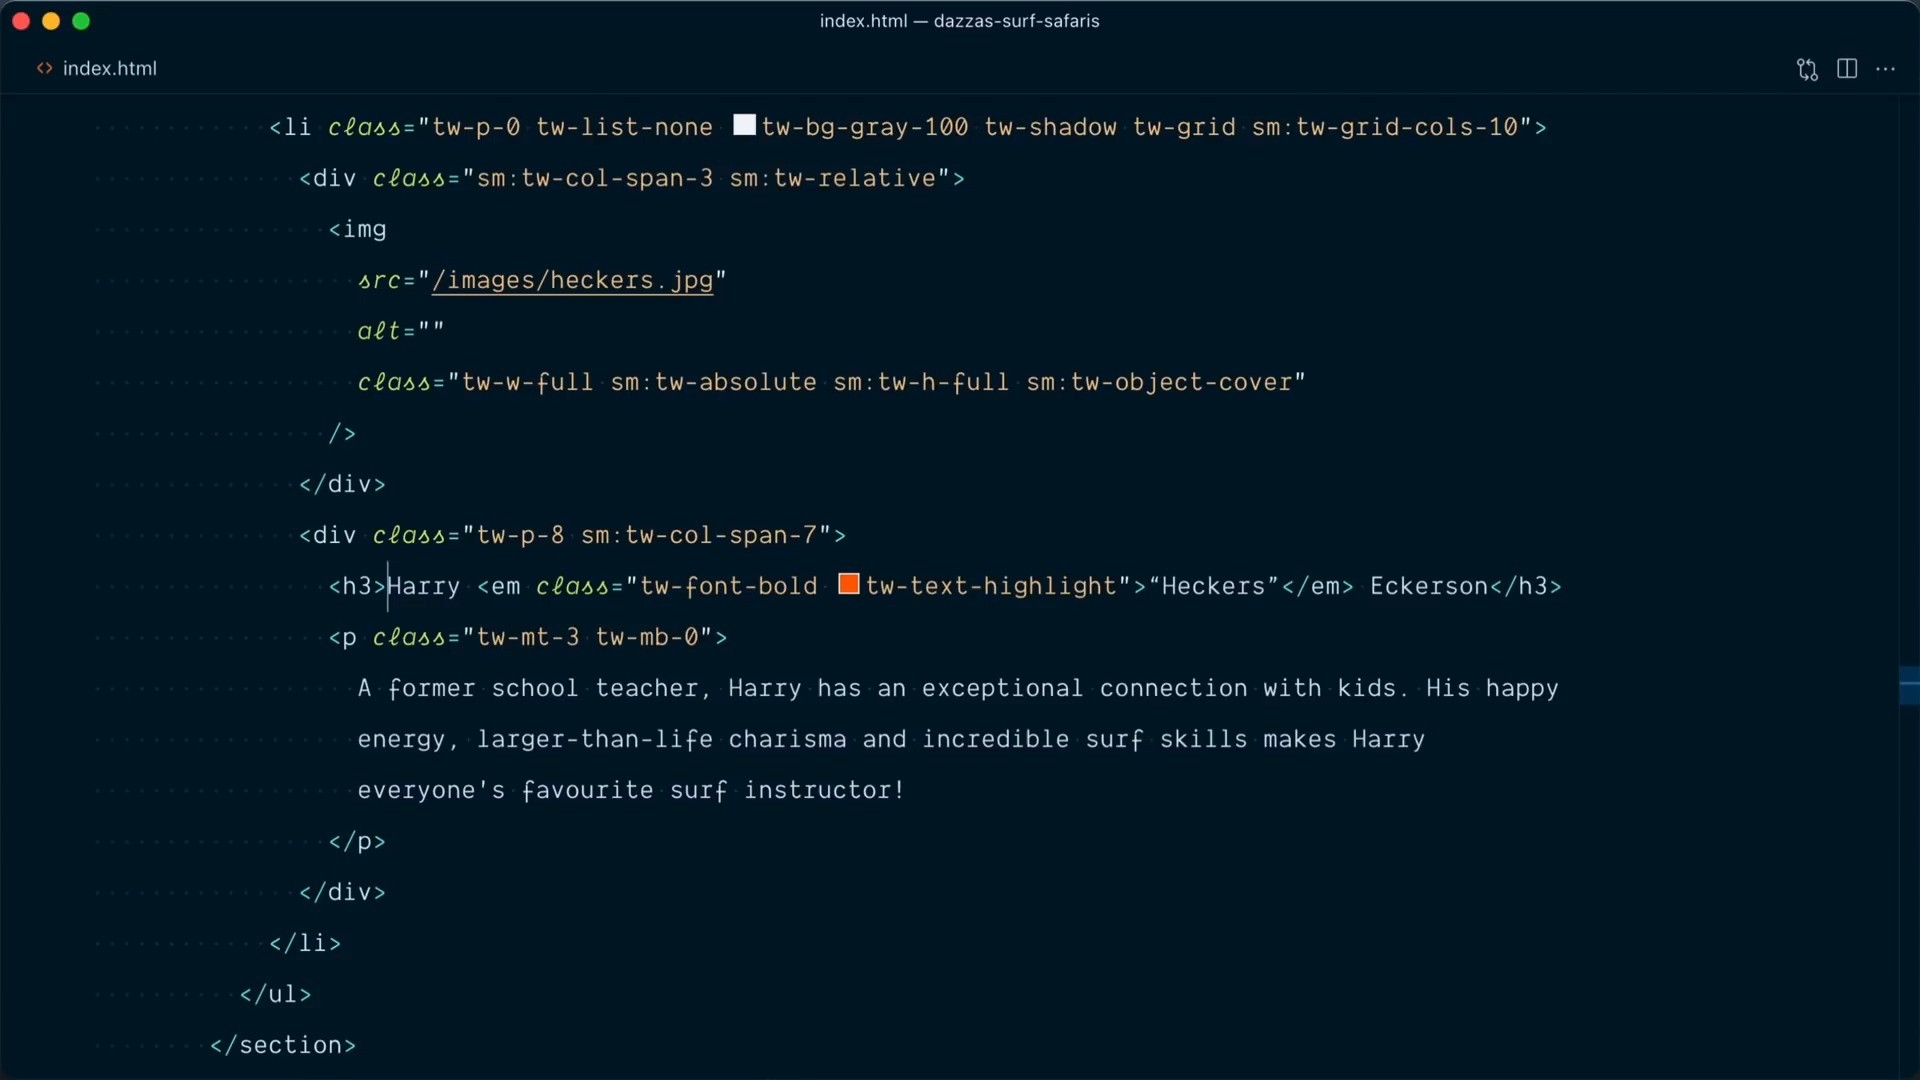 index.html — dazzas-surf-safaris
index.html
<li class="tw-p-0 tw-list-none tw-bg-gray-100 tw-shadow tw-grid sm:tw-grid-cols-10">
<div class="sm:tw-col-span-3 sm:tw-relative">
<img
src="/images/heckers.jpg"
alt=""
class="tw-w-full sm:tw-absolute sm:tw-h-full sm:tw-object-cover"
/>
</div>
<div class="tw-p-8 sm:tw-col-span-7">
<h3>Harry <em class="tw-font-bold tw-text-highlight">“Heckers”</em> Eckerson</h3>
<p class="tw-mt-3 tw-mb-0">
A former school teacher, Harry has an exceptional connection with kids. His happy
energy, larger-than-life charisma and incredible surf skills makes Harry
everyone's favourite surf instructor!
</p>
</div>
</li>
</ul>
</section>